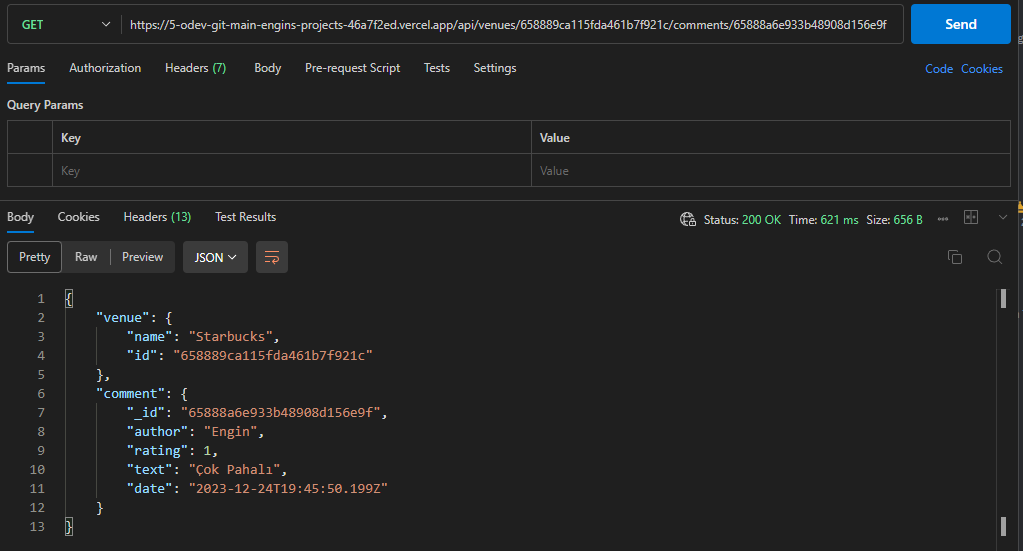 GET https://5-odev-git-main-engins-projects-46a7f2ed.vercel.app/api/venues/658889ca115fda461b7f921c/comments/65888a6e933b48908d156e9f Send
Params Authorization Headers (7) Body Pre-request Script Tests Settings Code Cookies
Query Params
Key Value
Key Value
Body Cookies Headers (13) Test Results Status: 200 OK Time: 621 ms Size: 656 B
Pretty Raw Preview JSON
1 {
2 "venue": {
3 "name": "Starbucks",
4 "id": "658889ca115fda461b7f921c"
5 },
6 "comment": {
7 "_id": "65888a6e933b48908d156e9f",
8 "author": "Engin",
9 "rating": 1,
10 "text": "Çok Pahalı",
11 "date": "2023-12-24T19:45:50.199Z"
12 }
13 }